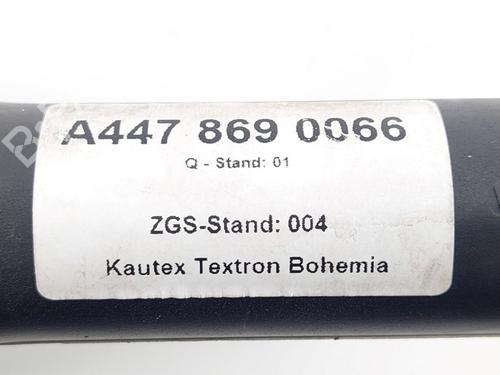 A447 869 0066
Q - Stand: 01
ZGS-Stand: 004
Kautex Textron Bohemia